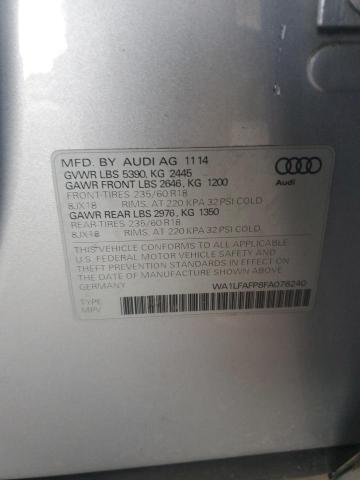 MFD. BY AUDI AG 11 14
GVWR LBS 5390, KG 2445
GAWR FRONT LBS 2646, KG 1200
FRONT-TIRES 235/60 R18
8JX18 RIMS, AT 220 KPA 32 PSI COLD
GAWR REAR LBS 2976, KG 1350
REAR-TIRES 235/60 R18
8JX18 RIMS, AT 220 KPA 32 PSI COLD
Audi
THIS VEHICLE CONFORMS TO ALL APPLICABLE
U.S. FEDERAL MOTOR VEHICLE SAFETY AND
THEFT PREVENTION STANDARDS IN EFFECT ON
THE DATE OF MANUFACTURE SHOWN ABOVE
GERMANY WA1LFAFP8FA076240
TYPE
MPV